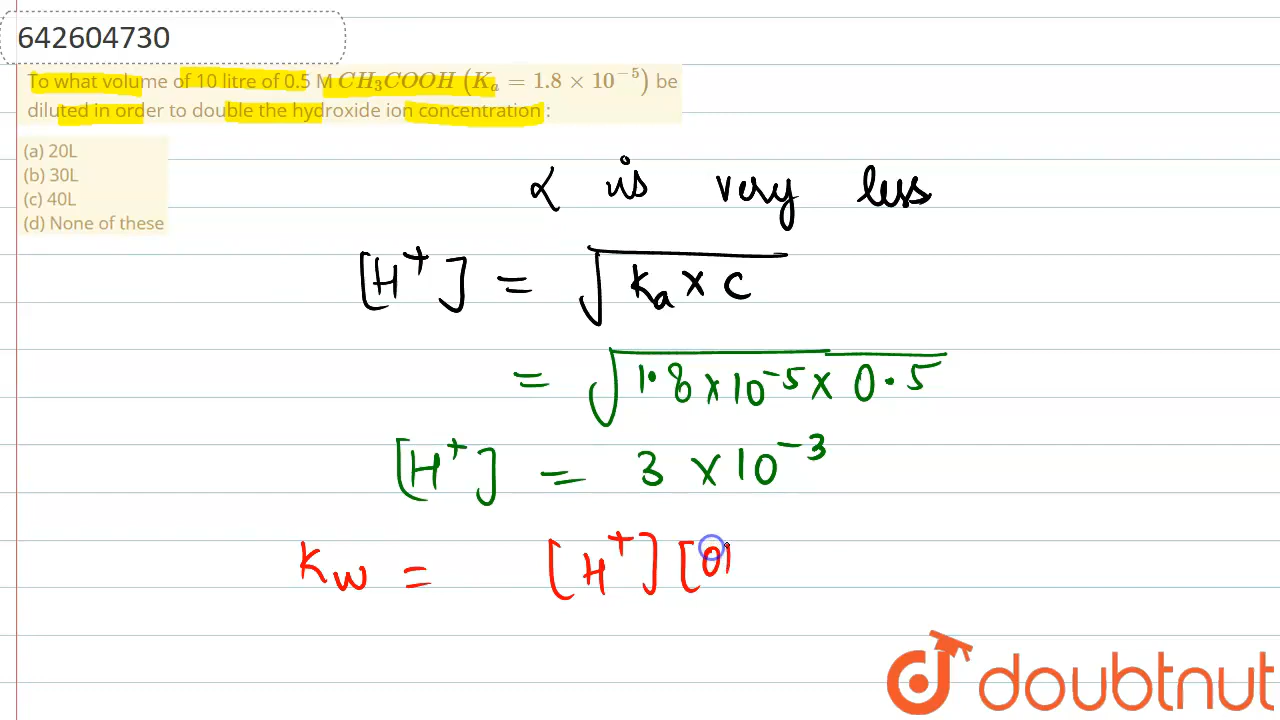 642604730
To what volume of 10 litre of 0.5 M CH₃COOH (Kₐ = 1.8 × 10⁻⁵) be
diluted in order to double the hydroxide ion concentration :
(a) 20L
(b) 30L
(c) 40L
(d) None of these
α is very less
[H⁺] = √(Kₐ × C)
= √(1.8 × 10⁻⁵ × 0.5)
[H⁺] = 3 × 10⁻³
Kw = [H⁺] [O
doubtnut